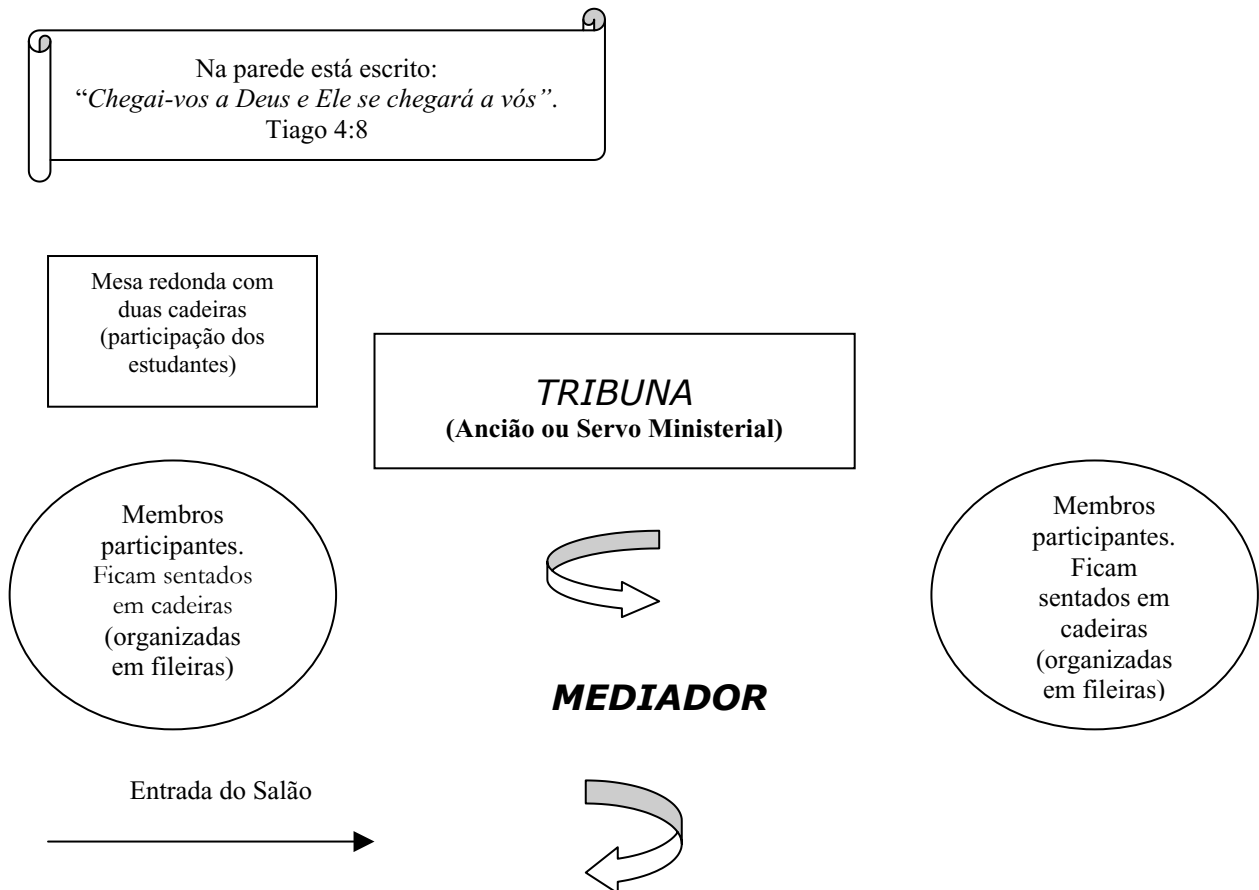 Na parede está escrito:
“Chegai-vos a Deus e Ele se chegará a vós”.
Tiago 4:8
Mesa redonda com
duas cadeiras
(participação dos
estudantes)
TRIBUNA
(Ancião ou Servo Ministerial)
Membros
participantes.
Ficam sentados
em cadeiras
(organizadas
em fileiras)
Membros
participantes.
Ficam
sentados em
cadeiras
(organizadas
em fileiras)
MEDIADOR
Entrada do Salão